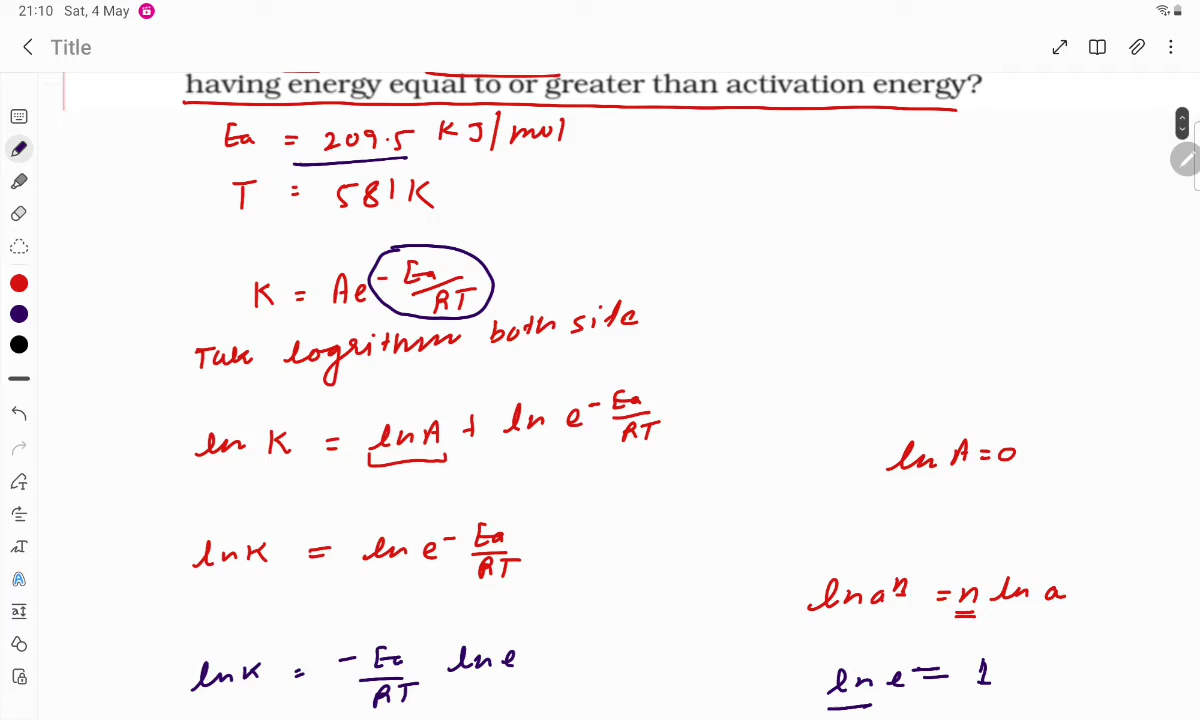 21:10 Sat, 4 May
Title
having energy equal to or greater than activation energy?
Ea = 209.5 KJ/mol
T = 581K
K = Ae^-Ea/RT
Take logrithm both side
ln K = ln A + ln e^-Ea/RT
ln A = 0
ln K = ln e^-Ea/RT
ln a^n = n ln a
ln K = -Ea/RT ln e
ln e = 1